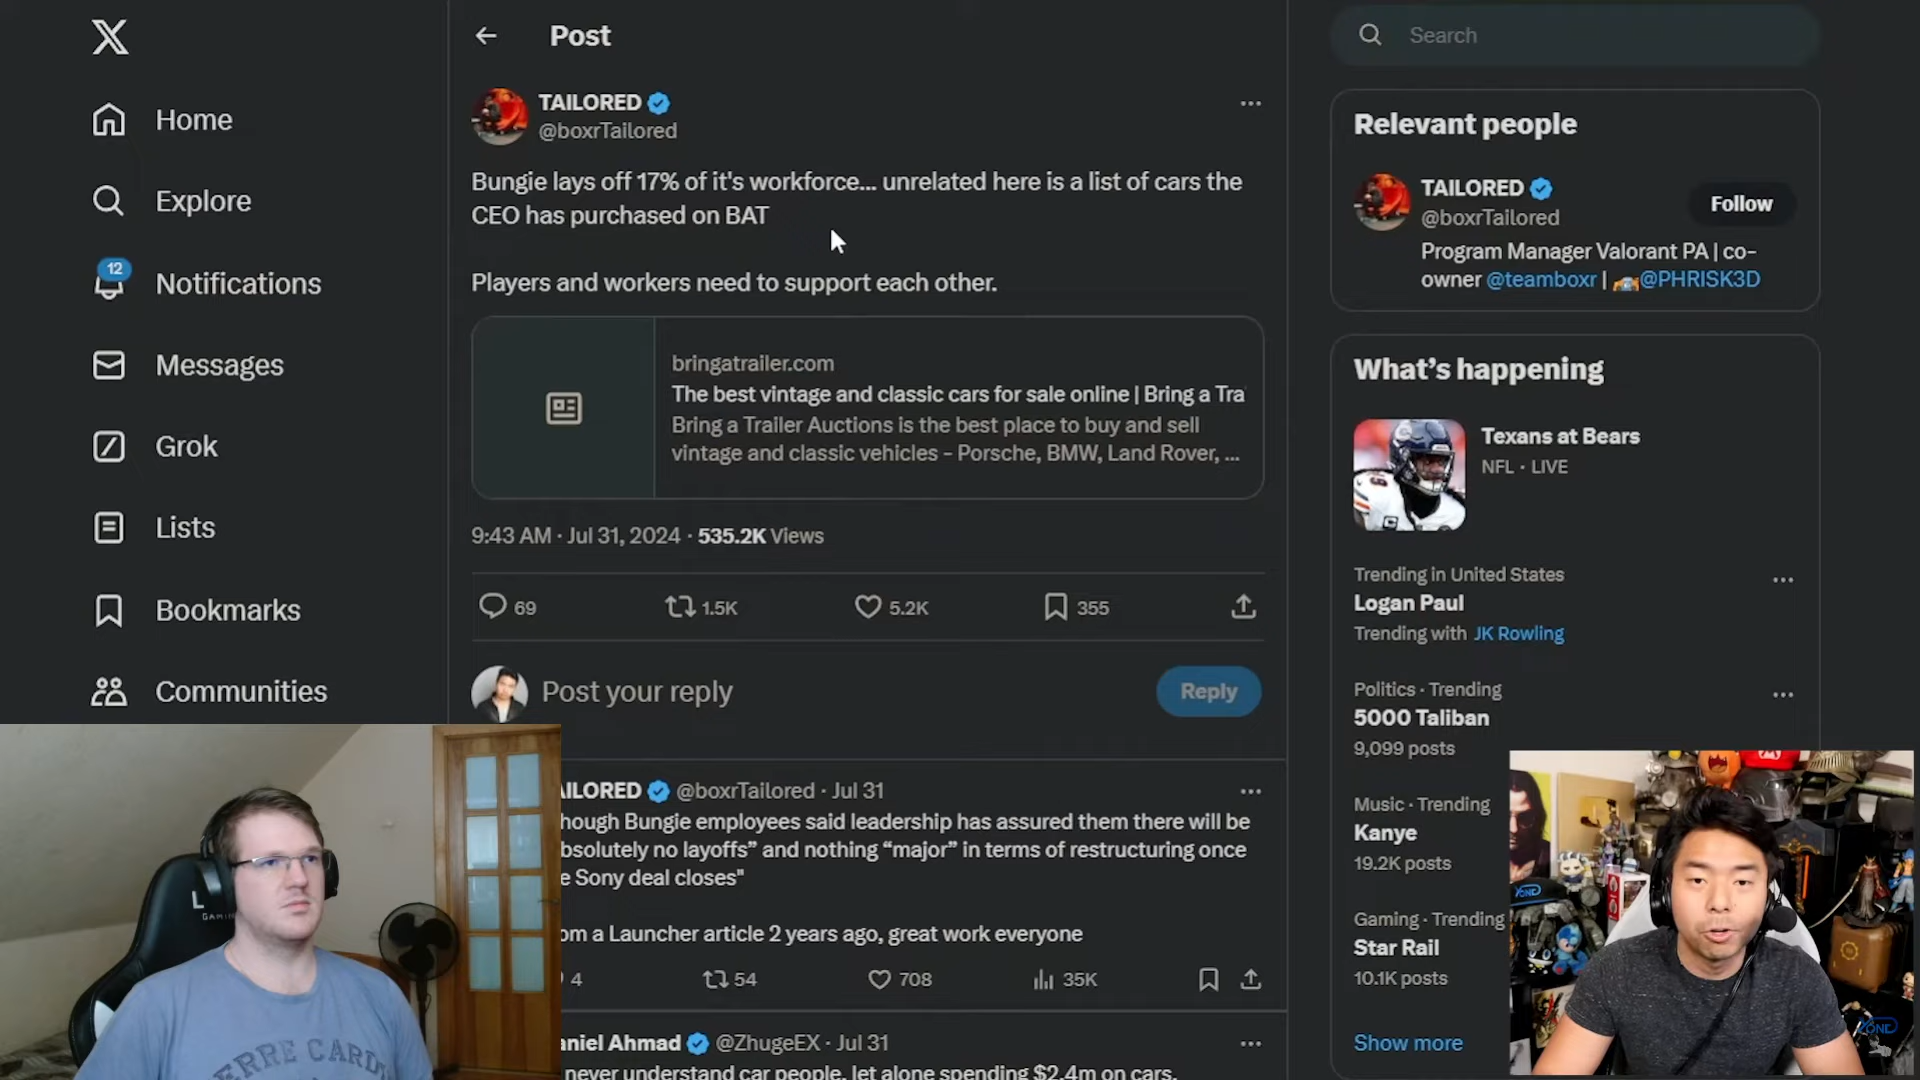 Home
Explore
12
Notifications
Messages
Grok
Lists
Bookmarks
Communities
Post
TAILORED
@boxrTailored
Bungie lays off 17% of it's workforce... unrelated here is a list of cars the
CEO has purchased on BAT
Players and workers need to support each other.
bringatrailer.com
The best vintage and classic cars for sale online | Bring a Tra
Bring a Trailer Auctions is the best place to buy and sell
vintage and classic vehicles - Porsche, BMW, Land Rover, ...
9:43 AM · Jul 31, 2024 · 535.2K Views
69 1.5K 5.2K 355
Post your reply
Reply
AILORED @boxrTailored · Jul 31
hough Bungie employees said leadership has assured them there will be
bsolutely no layoffs” and nothing “major” in terms of restructuring once
e Sony deal closes"
om a Launcher article 2 years ago, great work everyone
4 54 708 35K
aniel Ahmad @ZhugeEX · Jul 31
never understand car people, let alone spending $2.4m on cars.
Search
Relevant people
TAILORED
@boxrTailored
Follow
Program Manager Valorant PA | co-
owner @teamboxr | @PHRISK3D
What’s happening
Texans at Bears
NFL · LIVE
Trending in United States
Logan Paul
Trending with JK Rowling
Politics · Trending
5000 Taliban
9,099 posts
Music · Trending
Kanye
19.2K posts
Gaming · Trending
Star Rail
10.1K posts
Show more
ERRE CARD
YONG